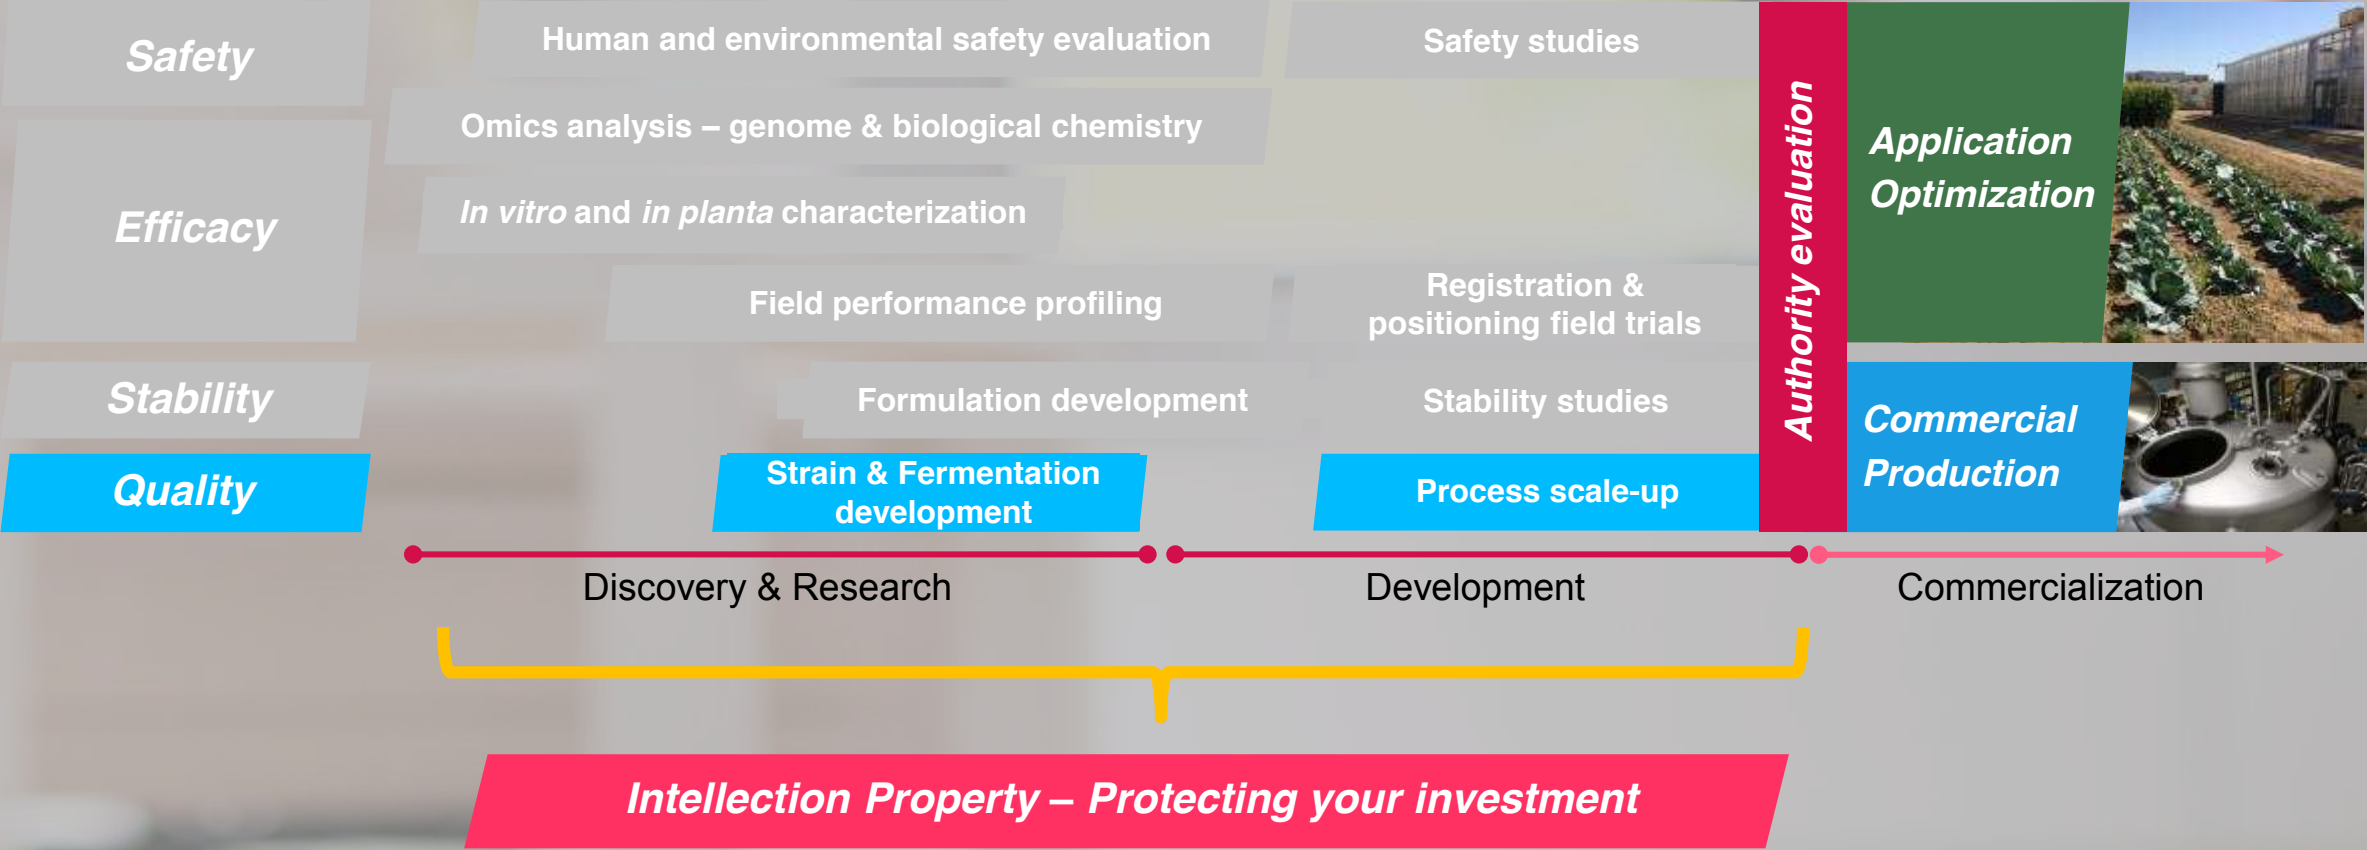 Safety
Human and environmental safety evaluation
Safety studies
Omics analysis – genome & biological chemistry
Efficacy
In vitro and in planta characterization
Field performance profiling
Registration &
positioning field trials
Stability
Formulation development
Stability studies
Quality
Strain & Fermentation
development
Process scale-up
Authority evaluation
Application
Optimization
Commercial
Production
Discovery & Research
Development
Commercialization
Intellection Property – Protecting your investment